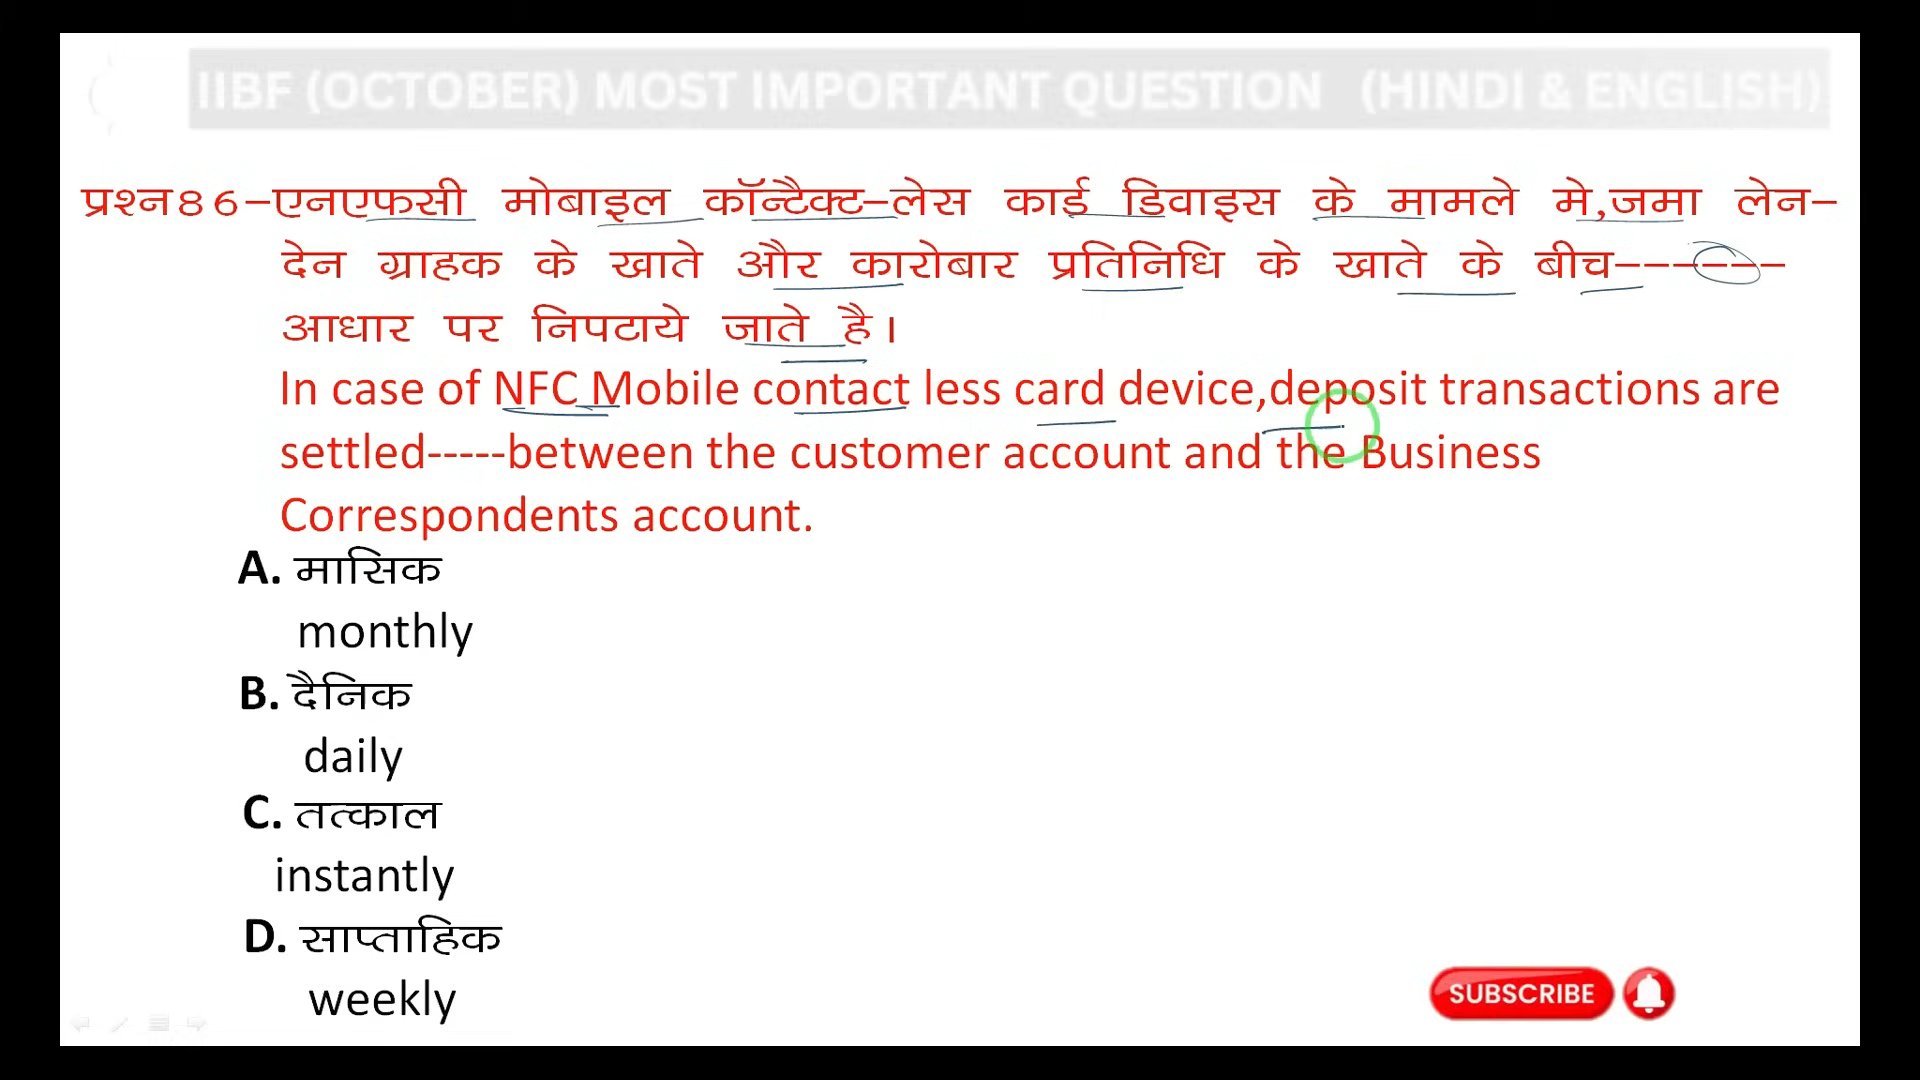 IIBF (OCTOBER) MOST IMPORTANT QUESTION (HINDI & ENGLISH)
प्रश्न86–एनएफसी मोबाइल कॉन्टैक्ट–लेस कार्ड डिवाइस के मामले मे,जमा लेन–
देन ग्राहक के खाते और कारोबार प्रतिनिधि के खाते के बीच------
आधार पर निपटाये जाते है।
In case of NFC Mobile contact less card device,deposit transactions are
settled-----between the customer account and the Business
Correspondents account.
A. मासिक
monthly
B. दैनिक
daily
C. तत्काल
instantly
D. साप्ताहिक
weekly
SUBSCRIBE